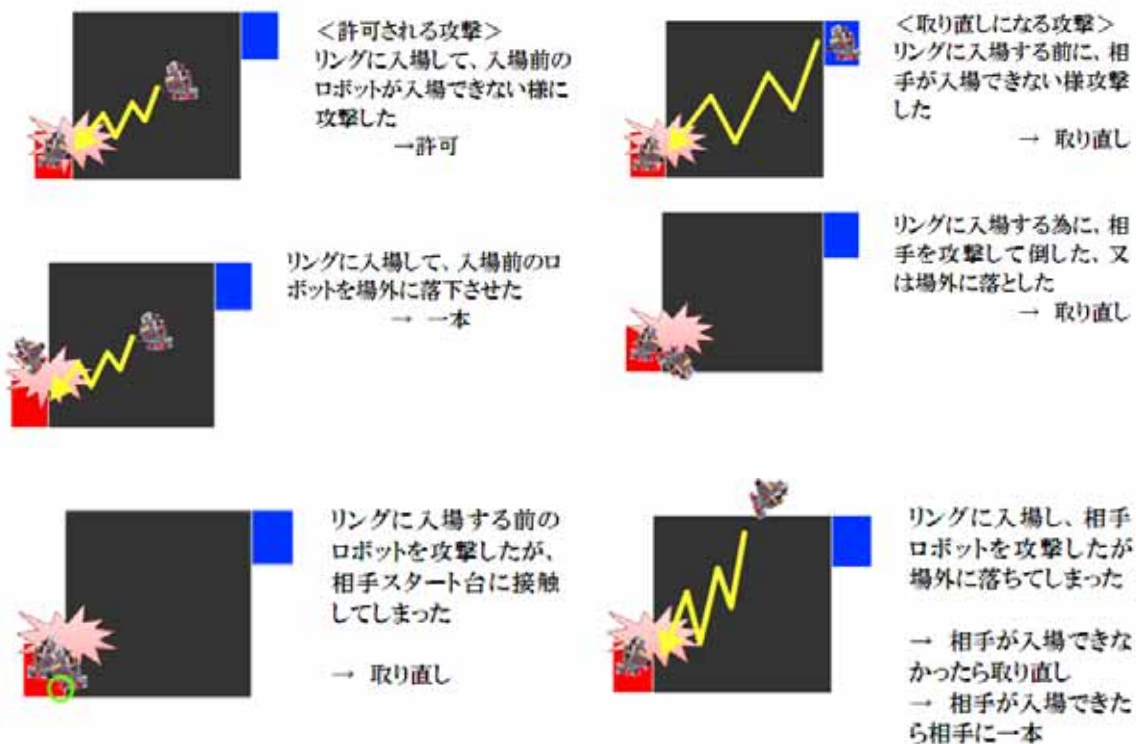 ＜許可される攻撃＞
リングに入場して、入場前の
ロボットが入場できない様に
攻撃した
→許可
＜取り直しになる攻撃＞
リングに入場する前に、相
手が入場できない様攻撃
した
→ 取り直し
リングに入場して、入場前のロ
ボットを場外に落下させた
→ 一本
リングに入場する為に、相
手を攻撃して倒した、又
は場外に落とした
→ 取り直し
リングに入場する前の
ロボットを攻撃したが、
相手スタート台に接触
してしまった
→ 取り直し
リングに入場し、相手
ロボットを攻撃したが
場外に落ちてしまった
→ 相手が入場できな
かったら取り直し
→ 相手が入場できた
ら相手に一本